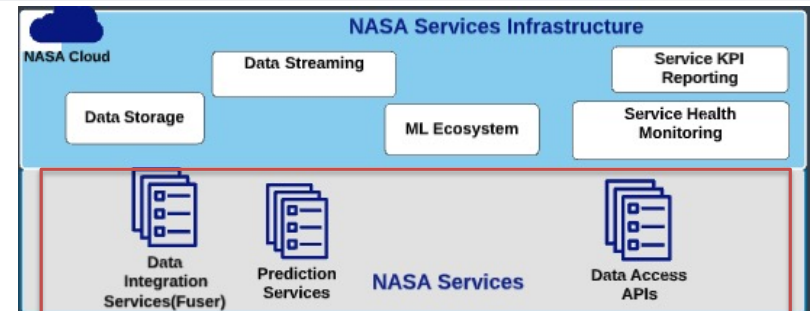 NASA Services Infrastructure
NASA Cloud
Data Streaming
Service KPI
Reporting
Data Storage
ML Ecosystem
Service Health
Monitoring
Data
Integration
Services(Fuser)
Prediction
Services
NASA Services
Data Access
APIs